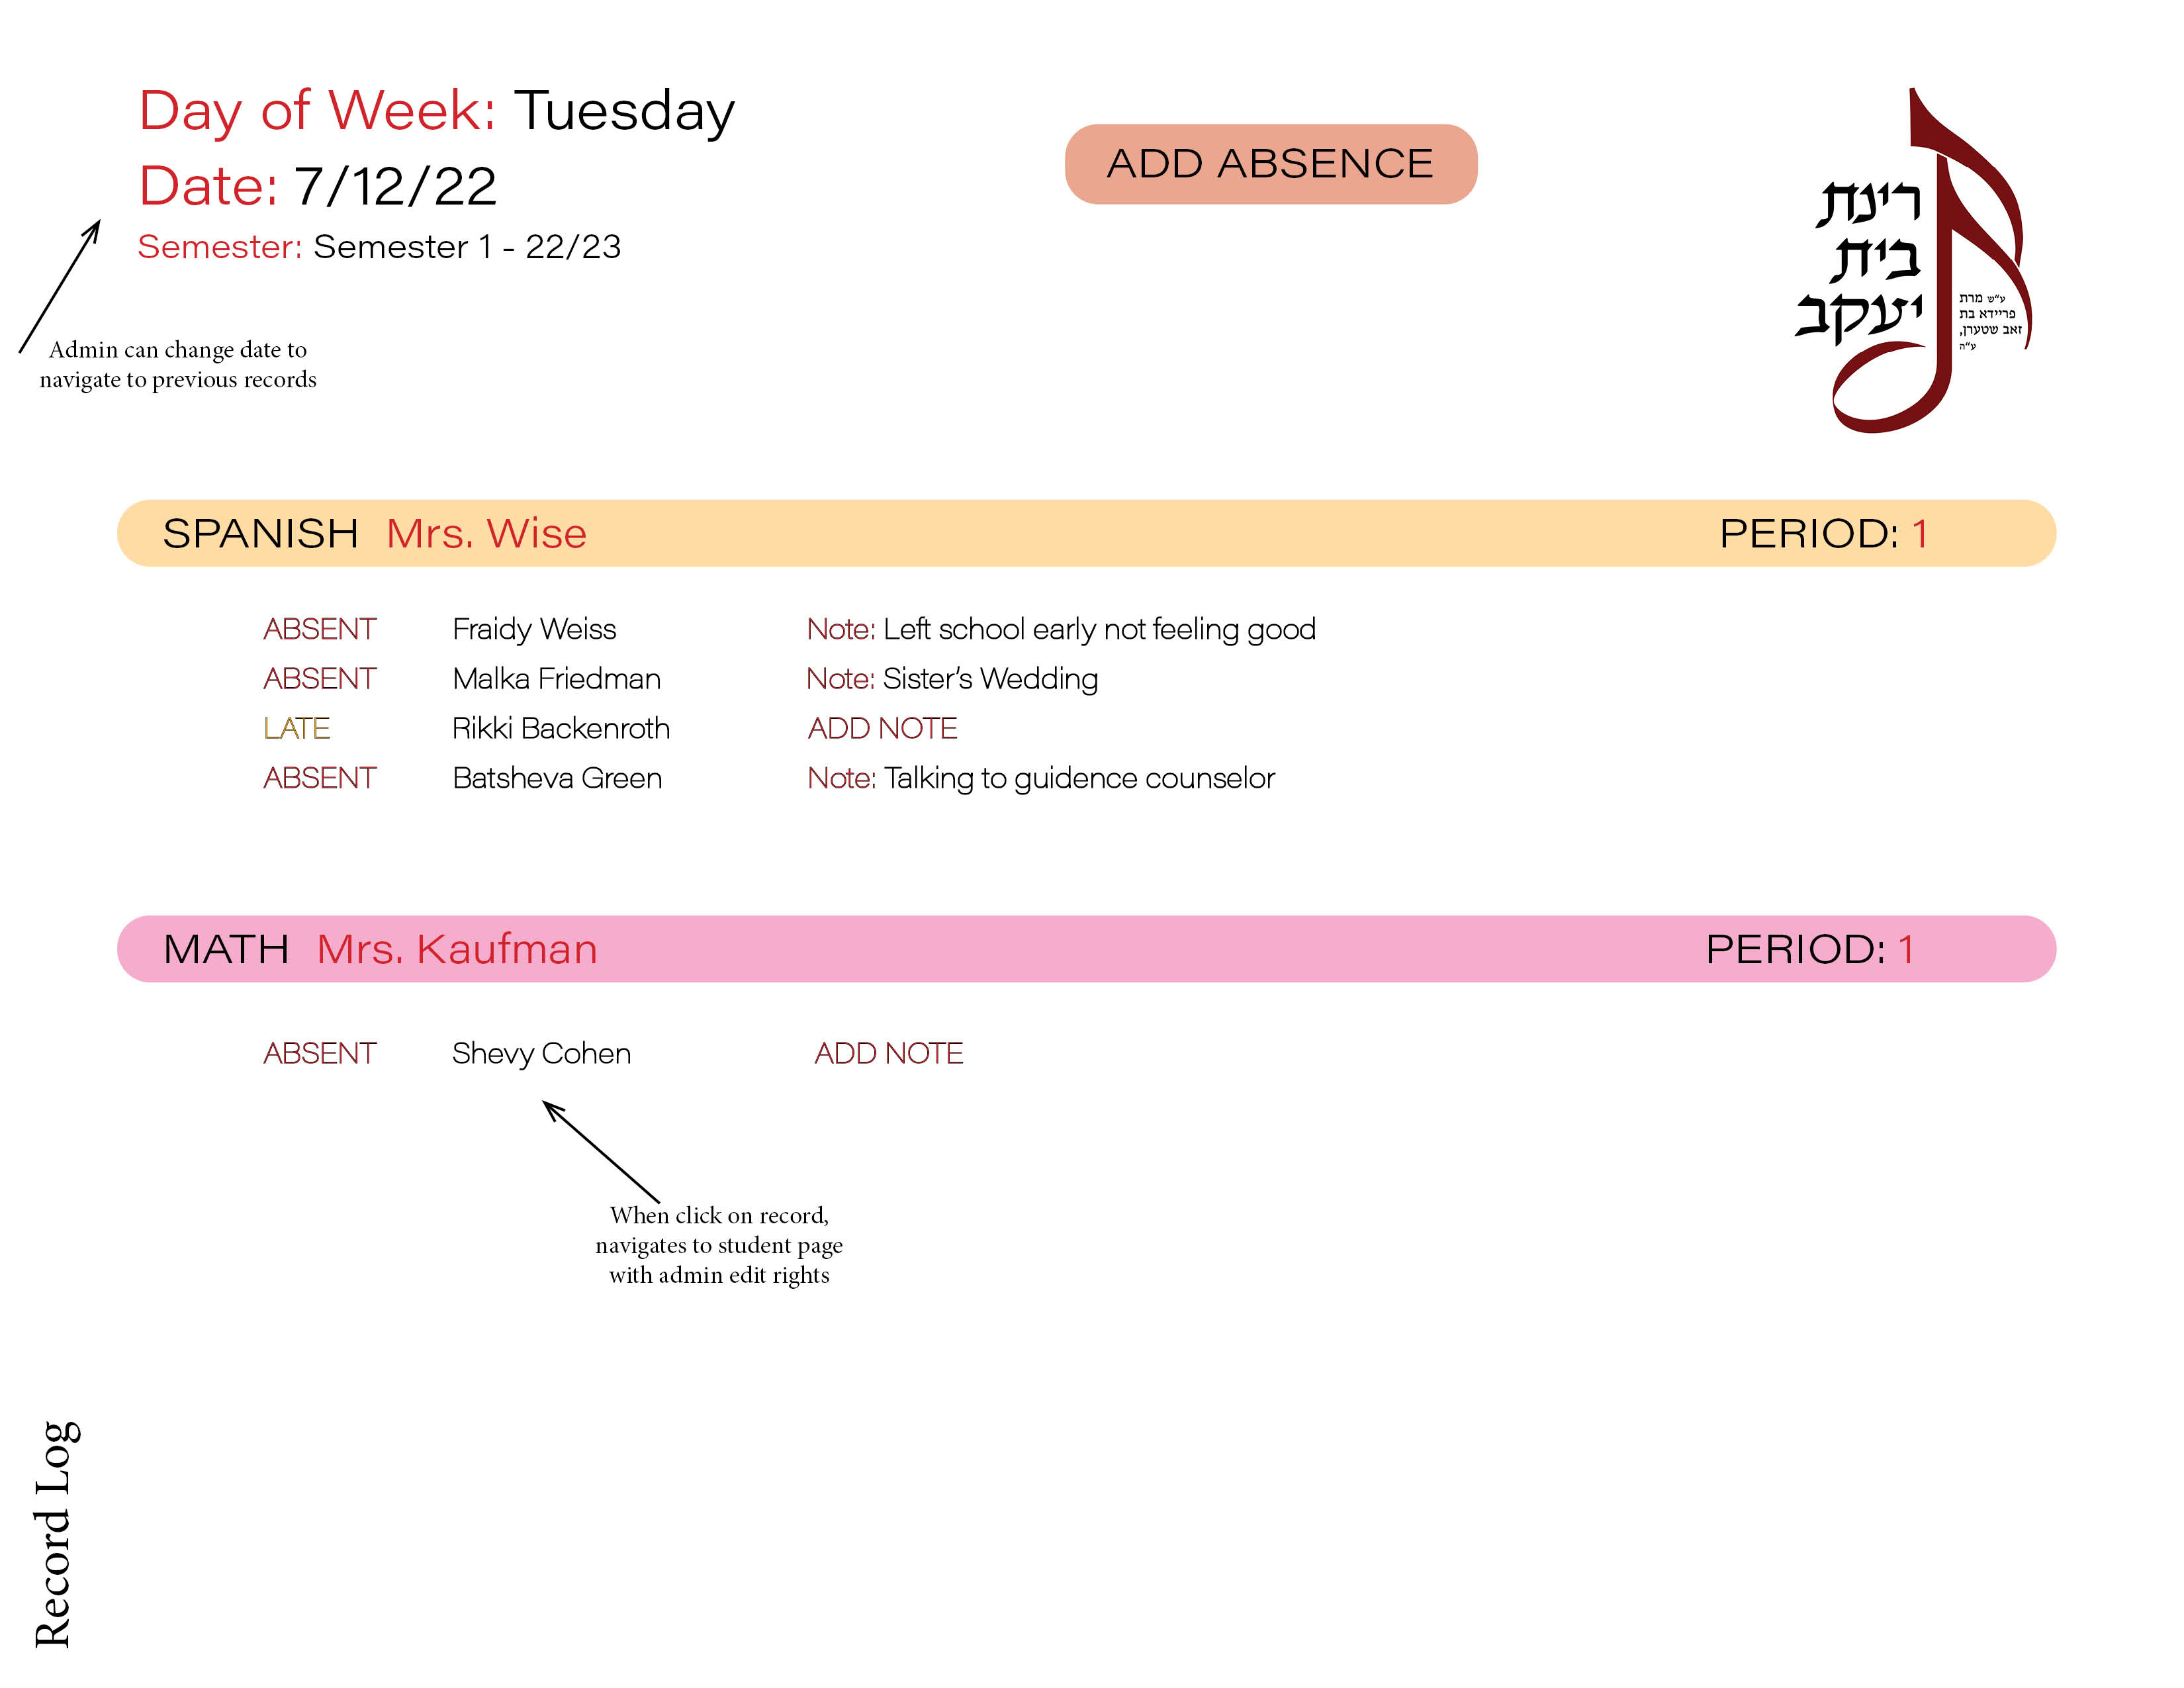 Day of Week: Tuesday
Date: 7/12/22
Semester: Semester 1 - 22/23
Admin can change date to
navigate to previous records
ADD ABSENCE
רינת
בית
יעקב
ע"ש מרת
פריידא בת
זאב שטערן,
ע"ה
SPANISH Mrs. Wise PERIOD: 1
ABSENT Fraidy Weiss Note: Left school early not feeling good
ABSENT Malka Friedman Note: Sister's Wedding
LATE Rikki Backenroth ADD NOTE
ABSENT Batsheva Green Note: Talking to guidence counselor
MATH Mrs. Kaufman PERIOD: 1
ABSENT Shevy Cohen ADD NOTE
When click on record,
navigates to student page
with admin edit rights
Record Log